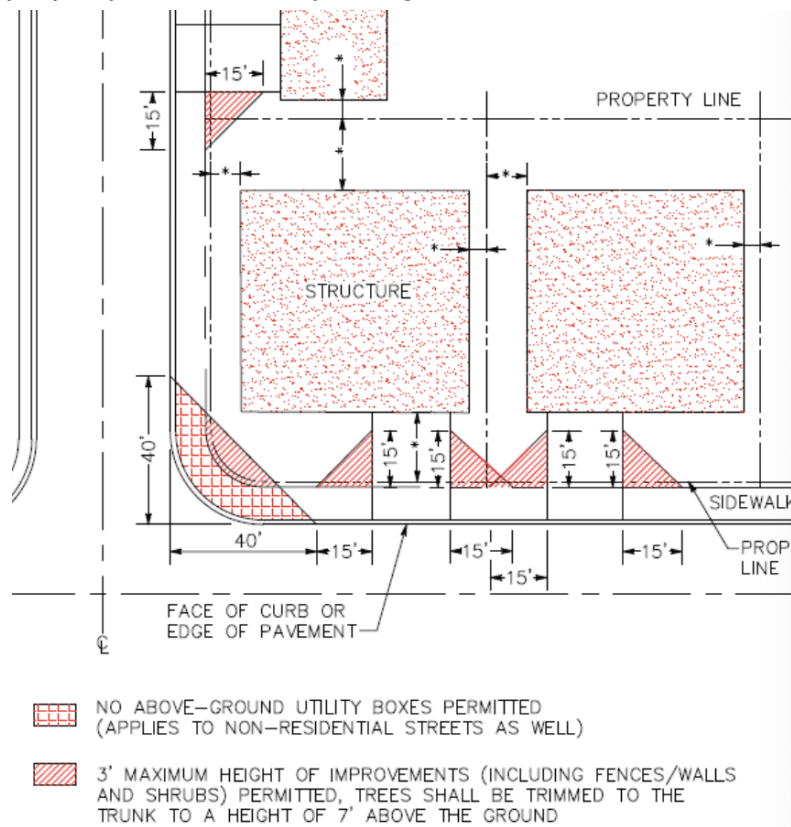 15'
*
PROPERTY LINE
15'
*
*
*
*
*
STRUCTURE
40'
*
15'
15'
15'
15'
SIDEWALK
40'
15'
15'
15'
PROP
LINE
15'
FACE OF CURB OR
EDGE OF PAVEMENT
℄
NO ABOVE–GROUND UTILITY BOXES PERMITTED
(APPLIES TO NON–RESIDENTIAL STREETS AS WELL)
3' MAXIMUM HEIGHT OF IMPROVEMENTS (INCLUDING FENCES/WALLS
AND SHRUBS) PERMITTED, TREES SHALL BE TRIMMED TO THE
TRUNK TO A HEIGHT OF 7' ABOVE THE GROUND